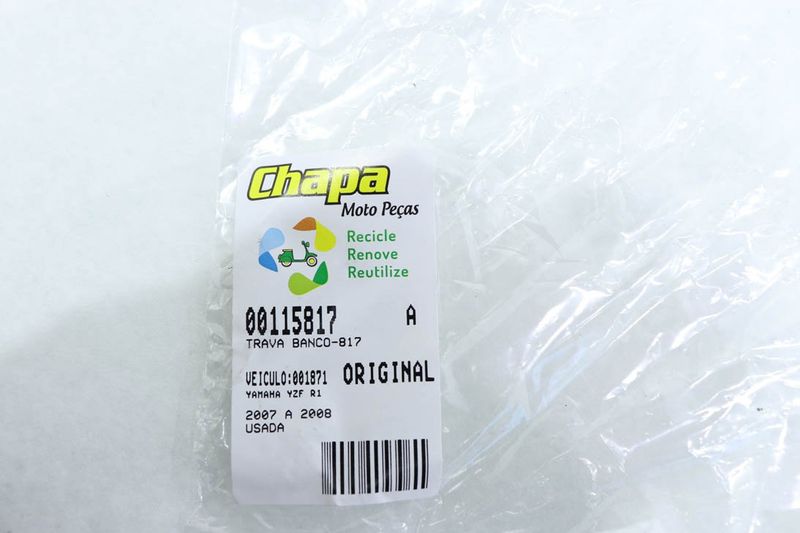 Chapa
Moto Peças
Recicle
Renove
Reutilize
00115817 A
TRAVA BANCO-817
VEICULO:001871 ORIGINAL
YAMAHA YZF R1
2007 A 2008
USADA